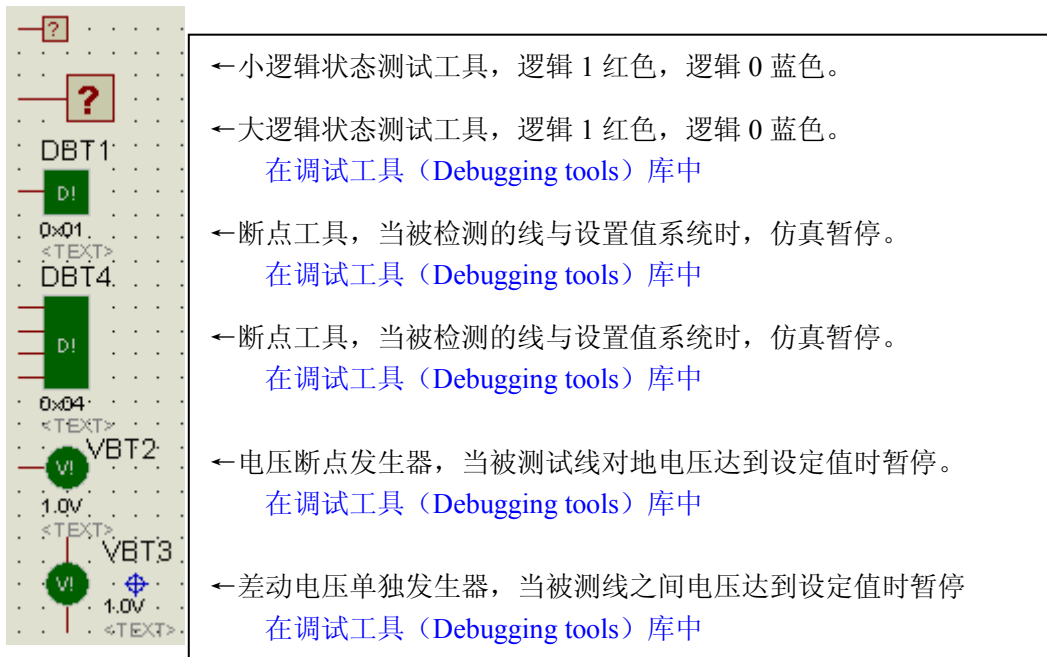 ?
←小逻辑状态测试工具，逻辑 1 红色，逻辑 0 蓝色。
?
←大逻辑状态测试工具，逻辑 1 红色，逻辑 0 蓝色。
在调试工具（Debugging tools）库中
DBT1
D!
0x01
<TEXT>
←断点工具，当被检测的线与设置值系统时，仿真暂停。
在调试工具（Debugging tools）库中
DBT4
D!
0x04
<TEXT>
←断点工具，当被检测的线与设置值系统时，仿真暂停。
在调试工具（Debugging tools）库中
VBT2
V!
1.0V
<TEXT>
←电压断点发生器，当被测试线对地电压达到设定值时暂停。
在调试工具（Debugging tools）库中
VBT3
V!
1.0V
<TEXT>
←差动电压单独发生器，当被测线之间电压达到设定值时暂停
在调试工具（Debugging tools）库中